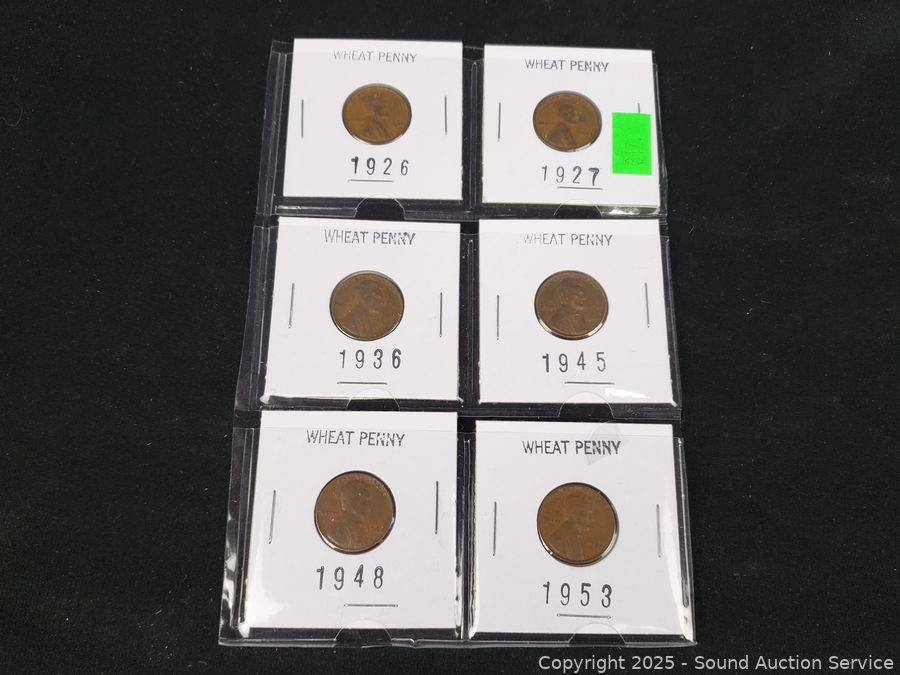 WHEAT PENNY
1926
WHEAT PENNY
1927
WHEAT PENNY
1936
WHEAT PENNY
1945
WHEAT PENNY
1948
WHEAT PENNY
1953
Copyright 2025 - Sound Auction Service